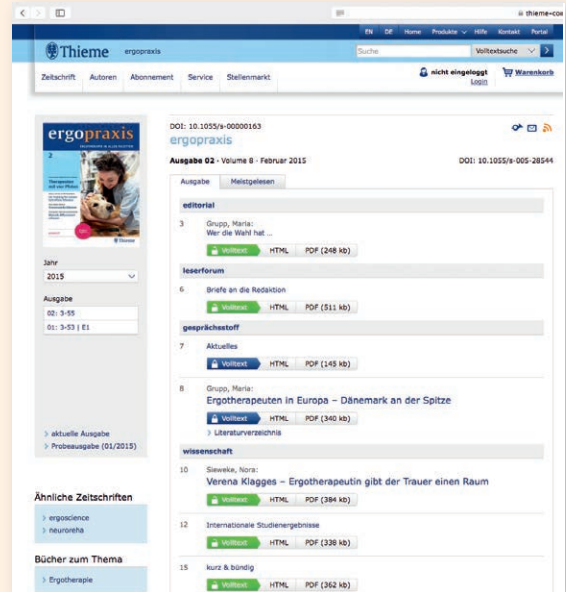 thieme-con
EN DE Home Produkte Hilfe Kontakt Portal
Thieme ergopraxis
Suche Volltextsuche
Zeitschrift Autoren Abonnement Service Stellenmarkt
nicht eingeloggt Warenkorb
Login
ergopraxis
2
Thieme
Jahr
2015
Ausgabe
02: 3-55
01: 3-53 | E1
> aktuelle Ausgabe
> Probeausgabe (01/2015)
Ähnliche Zeitschriften
> ergoscience
> neuroreha
Bücher zum Thema
> Ergotherapie
DOI: 10.1055/s-00000163
ergopraxis
Ausgabe 02 · Volume 8 · Februar 2015
DOI: 10.1055/s-005-28544
Ausgabe Meistgelesen
editorial
3 Grupp, Maria:
Wer die Wahl hat ...
Volltext HTML PDF (248 kb)
leserforum
6 Briefe an die Redaktion
Volltext HTML PDF (511 kb)
gesprächsstoff
7 Aktuelles
Volltext HTML PDF (145 kb)
8 Grupp, Maria:
Ergotherapeuten in Europa – Dänemark an der Spitze
Volltext HTML PDF (340 kb)
> Literaturverzeichnis
wissenschaft
10 Sieweke, Nora:
Verena Klagges – Ergotherapeutin gibt der Trauer einen Raum
Volltext HTML PDF (384 kb)
12 Internationale Studienergebnisse
Volltext HTML PDF (338 kb)
15 kurz & bündig
Volltext HTML PDF (362 kb)